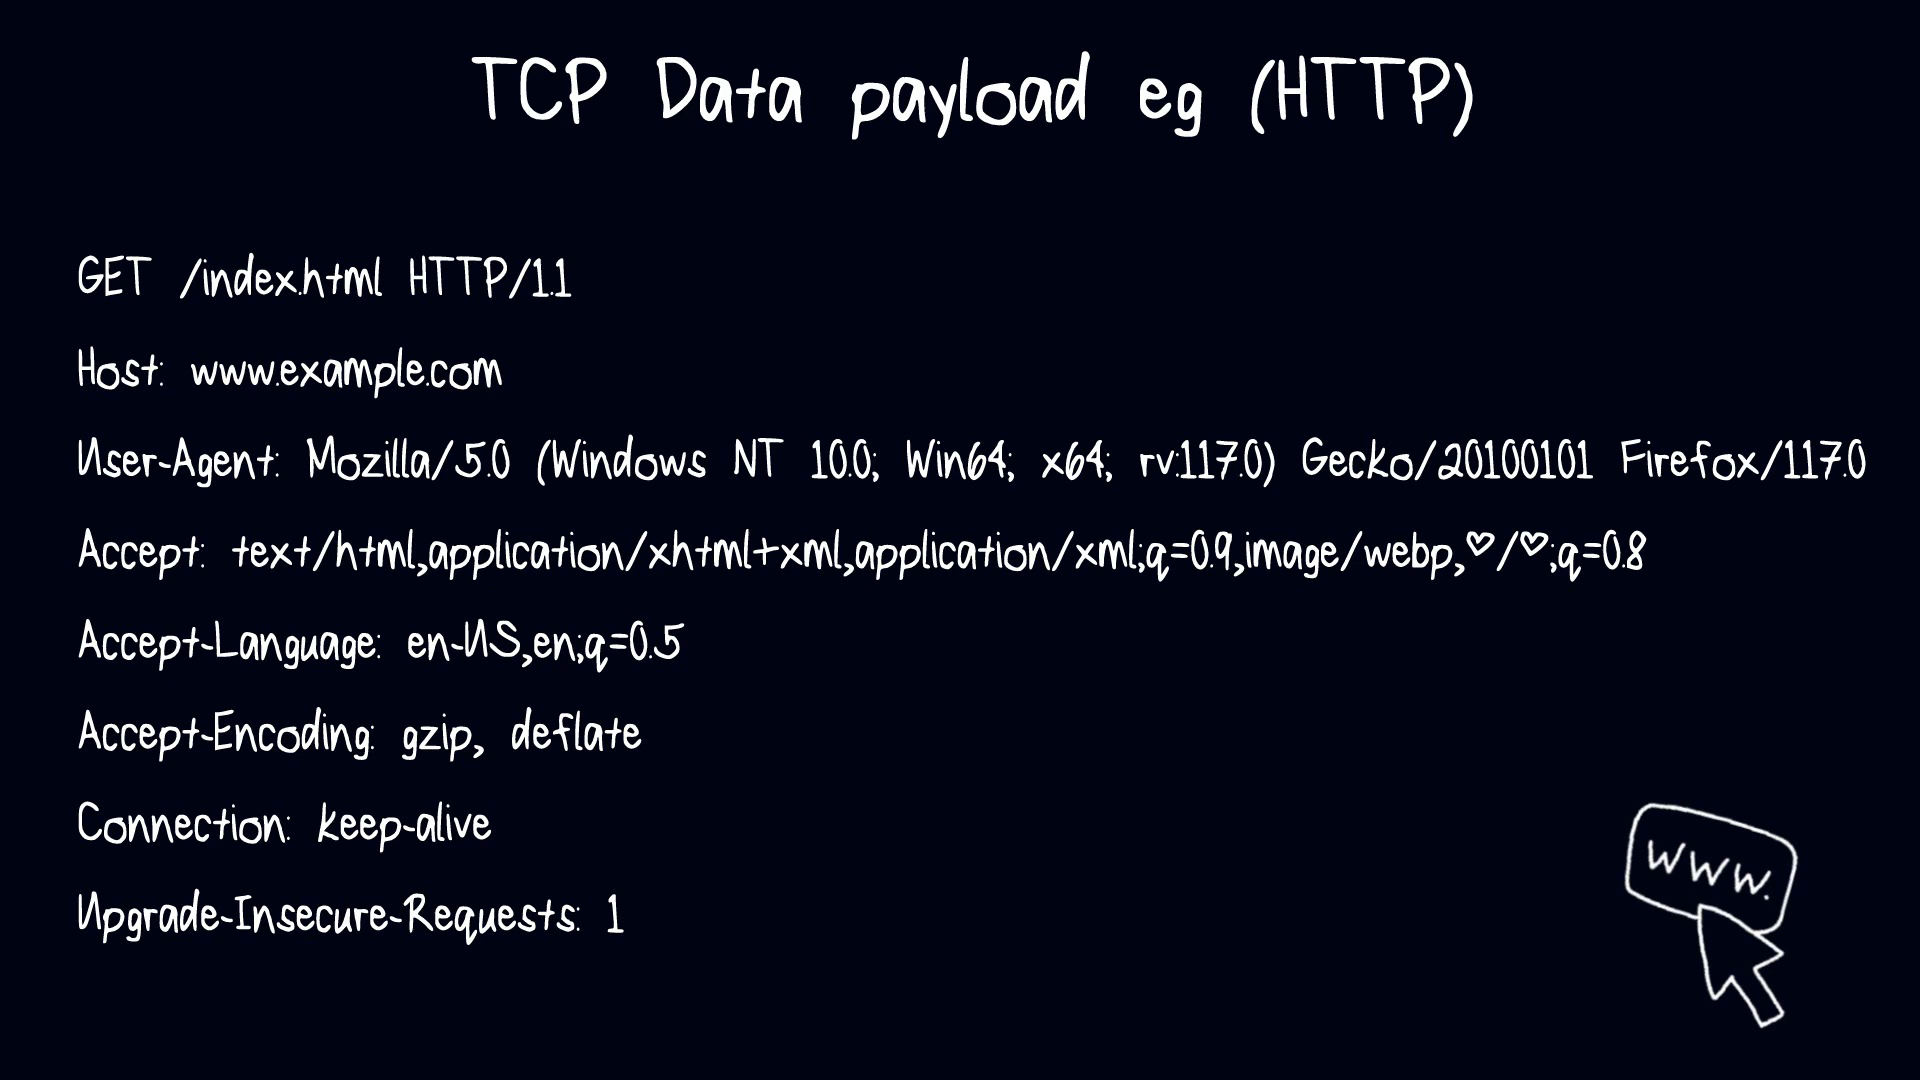 TCP Data payload eg (HTTP)
GET /index.html HTTP/1.1
Host: www.example.com
User-Agent: Mozilla/5.0 (Windows NT 10.0; Win64; x64; rv:117.0) Gecko/20100101 Firefox/117.0
Accept: text/html,application/xhtml+xml,application/xml;q=0.9,image/webp,♡/♡;q=0.8
Accept-Language: en-US,en;q=0.5
Accept-Encoding: gzip, deflate
Connection: keep-alive
Upgrade-Insecure-Requests: 1
www.